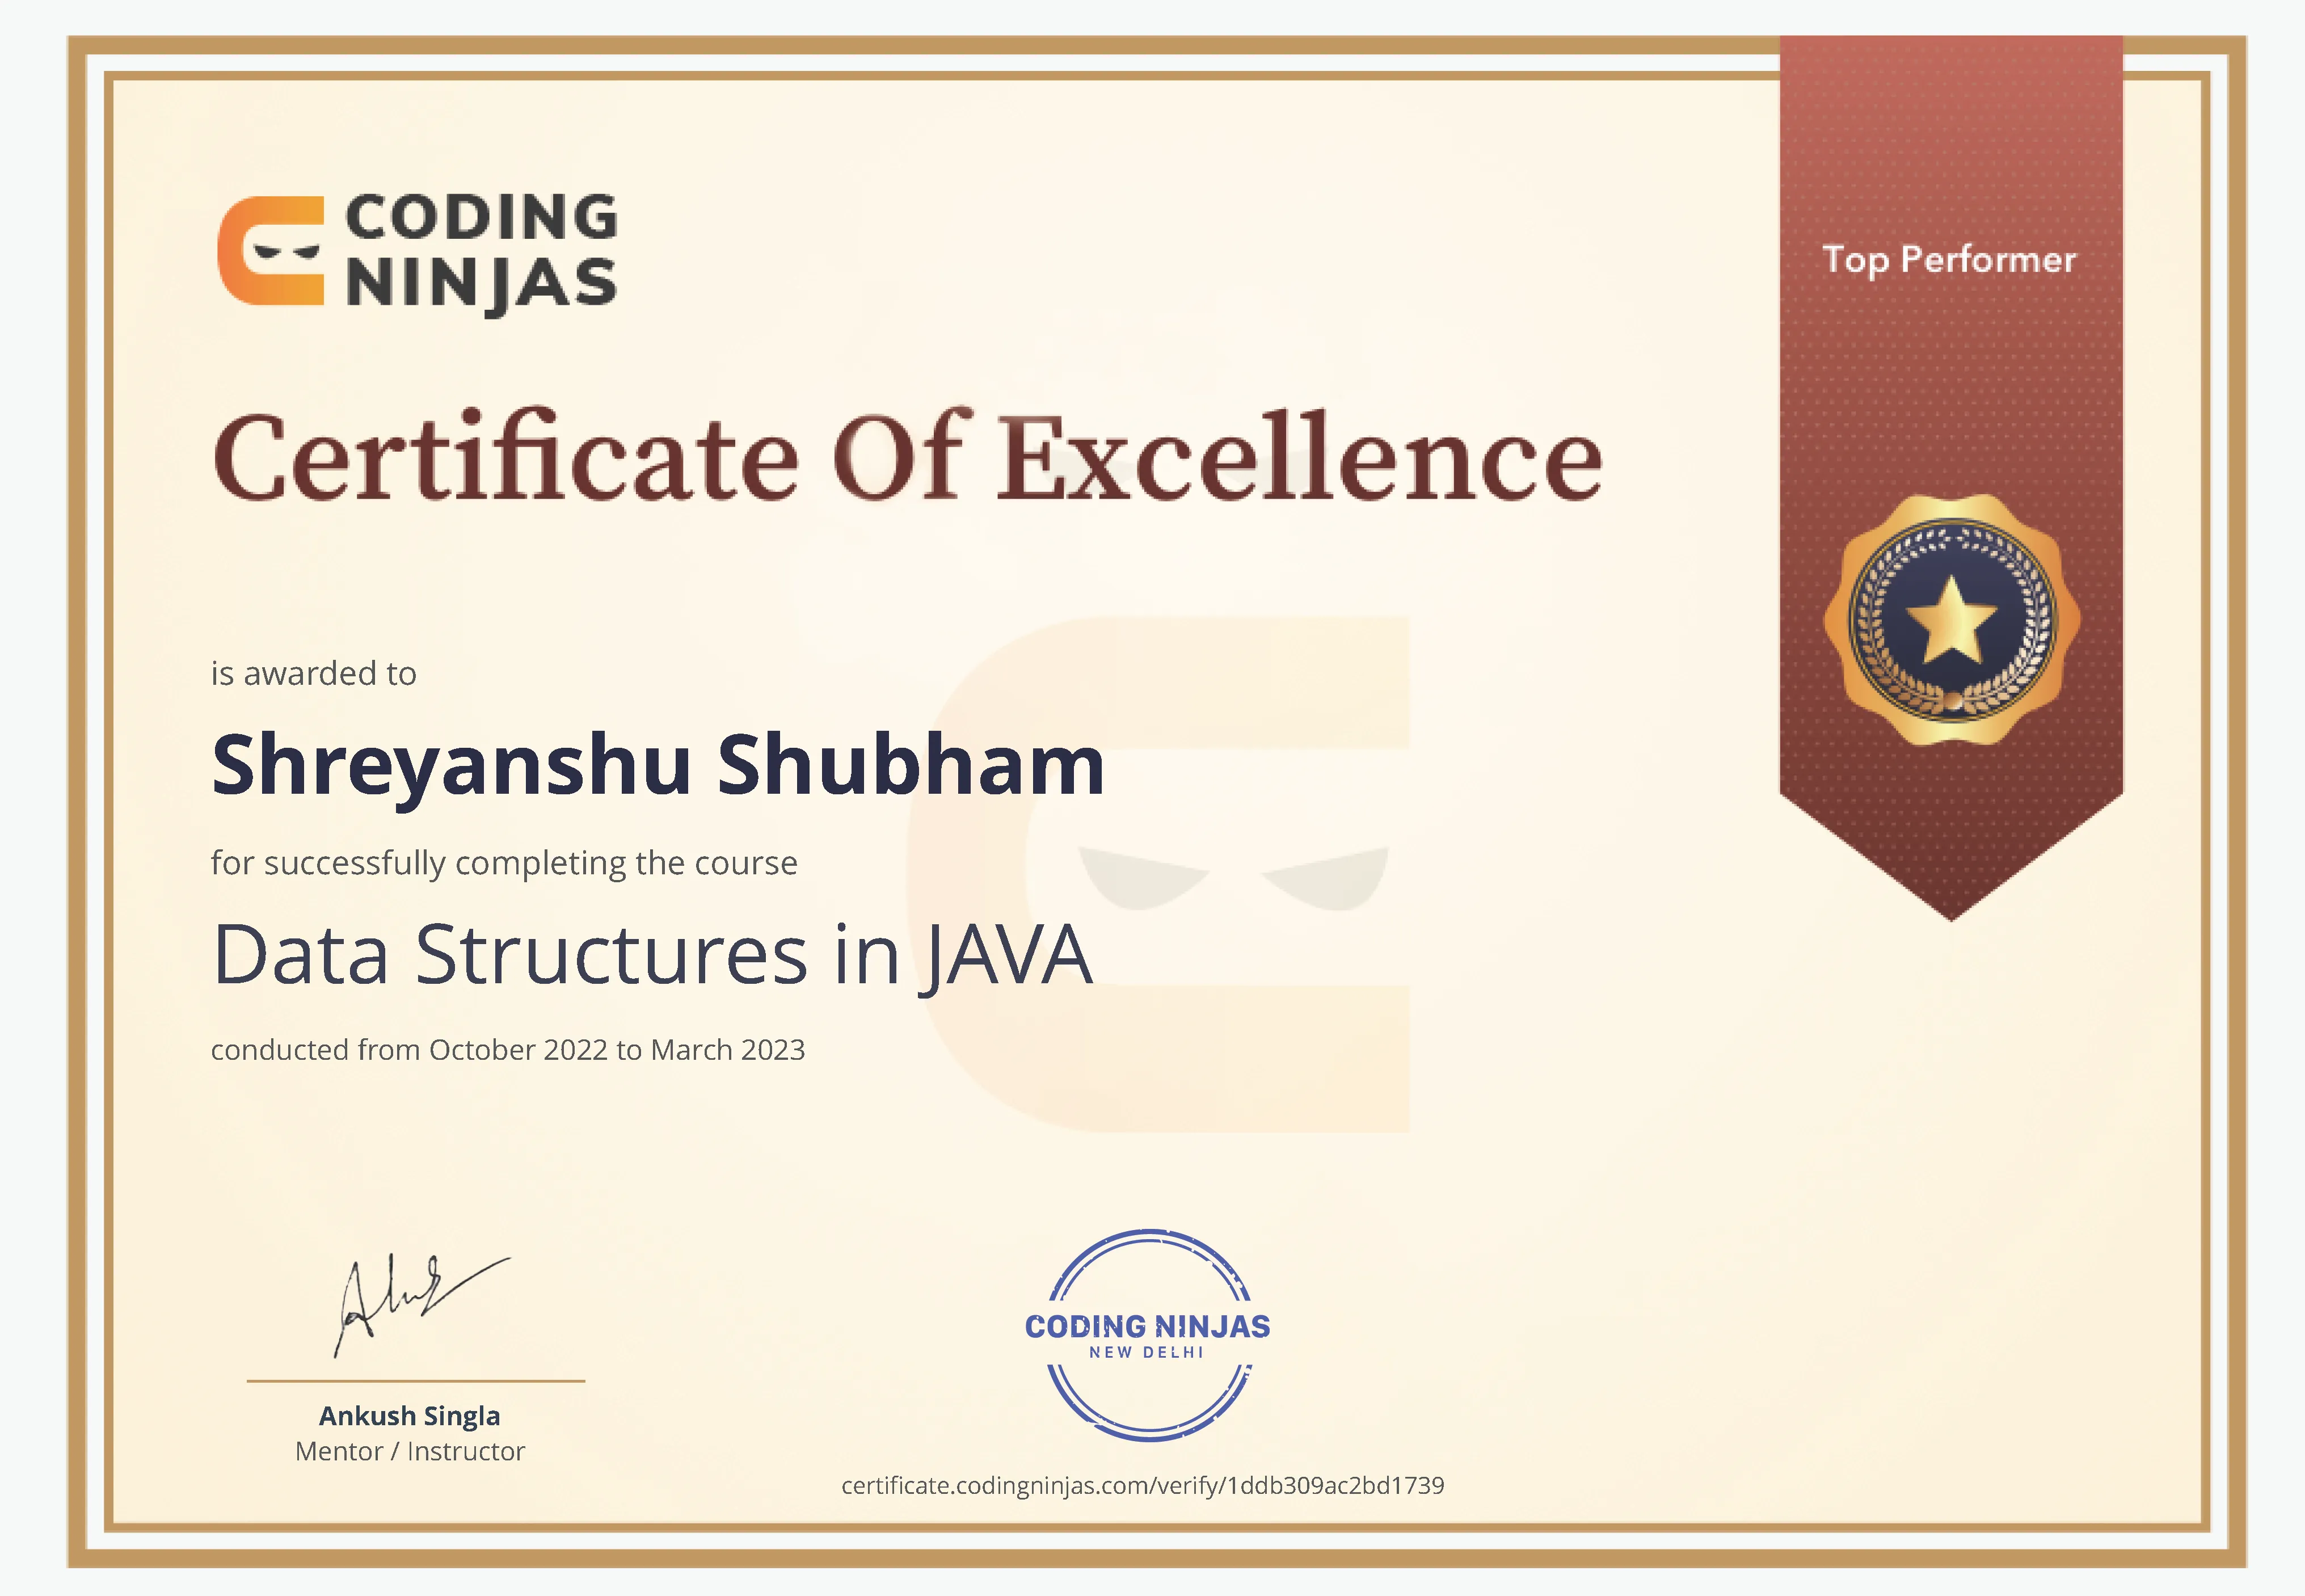 CODING
NINJAS
Top Performer
Certificate Of Excellence
is awarded to
Shreyanshu Shubham
for successfully completing the course
Data Structures in JAVA
conducted from October 2022 to March 2023
CODING NINJAS
NEW DELHI
Ankush Singla
Mentor / Instructor
certificate.codingninjas.com/verify/1ddb309ac2bd1739